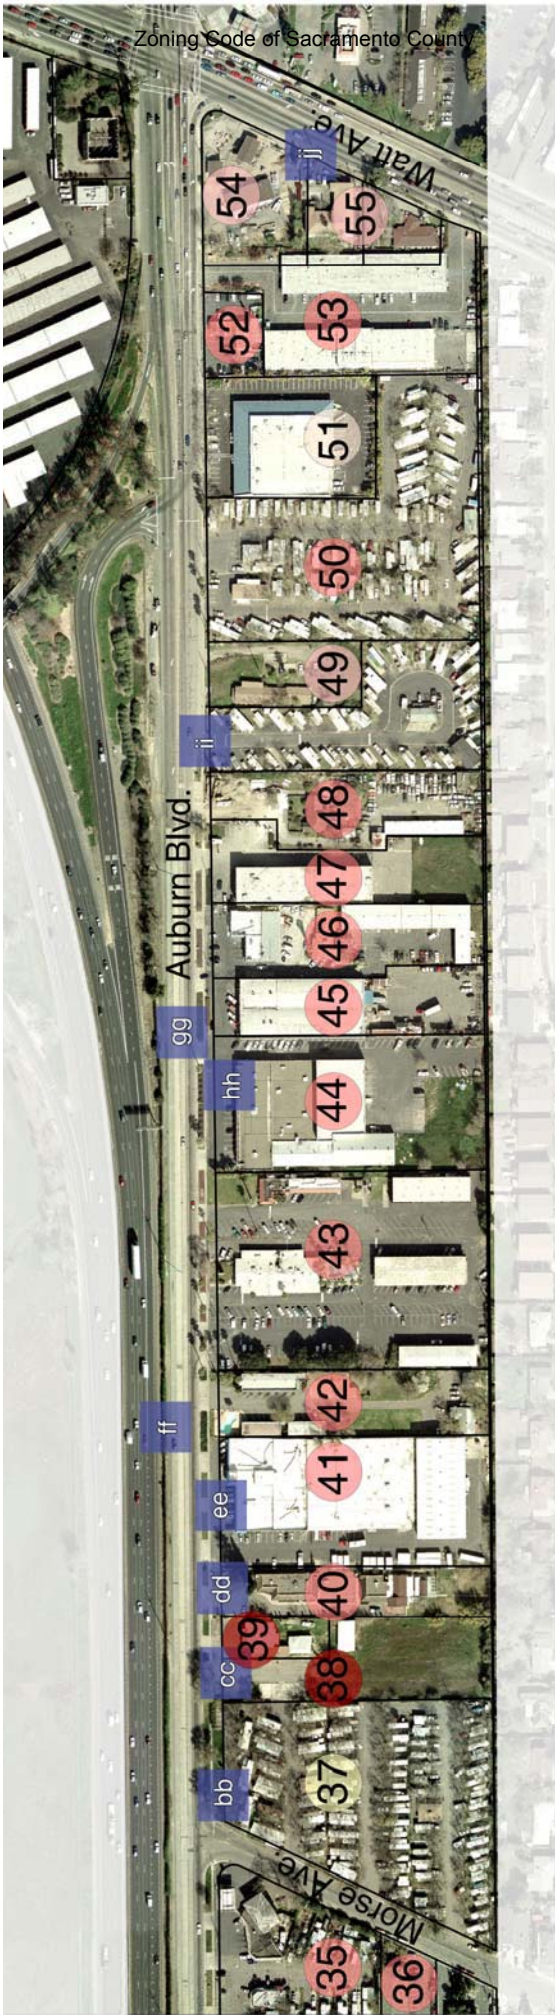 Zoning Code of Sacramento County
Watt Ave.
jj
54
55
52
53
51
50
49
ii
48
Auburn Blvd.
47
46
45
gg
hh
44
43
42
ff
41
ee
40
dd
39
cc
38
37
bb
Morse Ave.
35
36